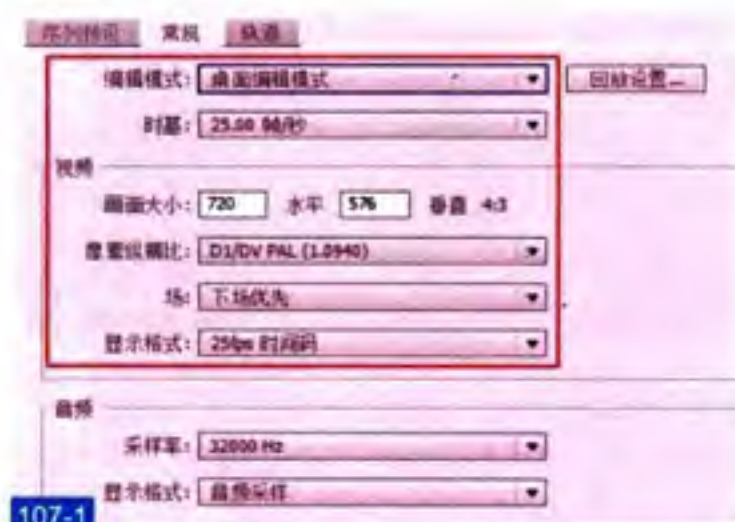 序列预设 常规 轨道
编辑模式: 桌面编辑模式 回放设置...
时基: 25.00 帧/秒
视频
画面大小: 720 水平 576 垂直 4:3
像素纵横比: D1/DV PAL (1.0940)
场: 下场优先
显示格式: 25fps 时间码
音频
采样率: 32000 Hz
显示格式: 音频采样
107-1